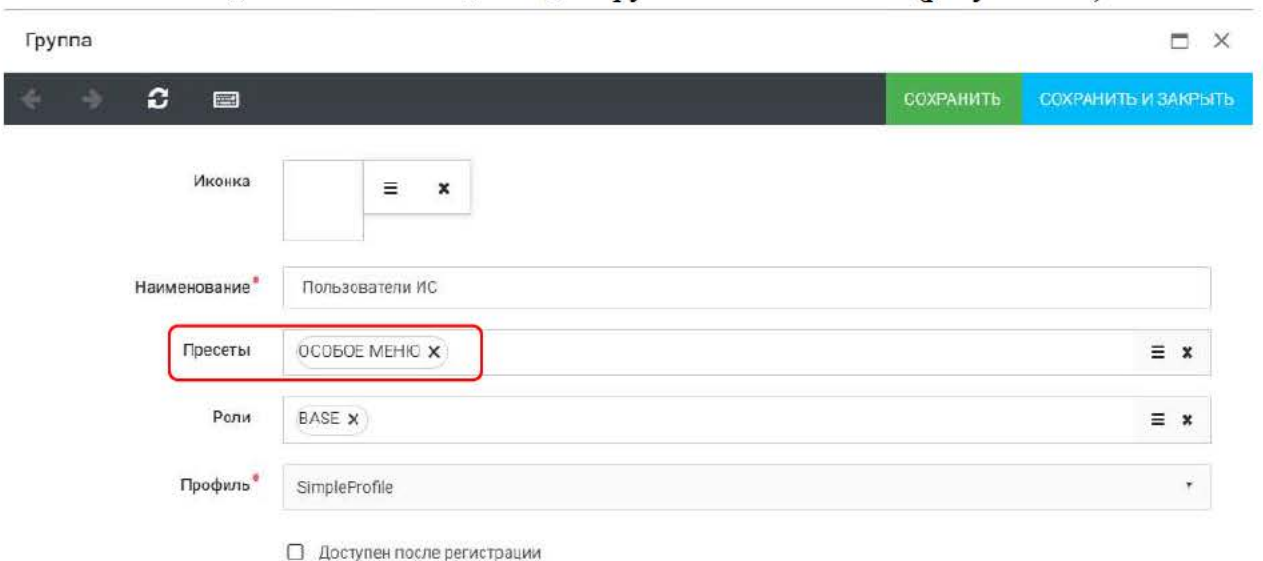 Группа
СОХРАНИТЬ СОХРАНИТЬ И ЗАКРЫТЬ
Иконка
Наименование* Пользователи ИС
Пресеты ОСОБОЕ МЕНЮ
Роли BASE
Профиль* SimpleProfile
Доступен после регистрации